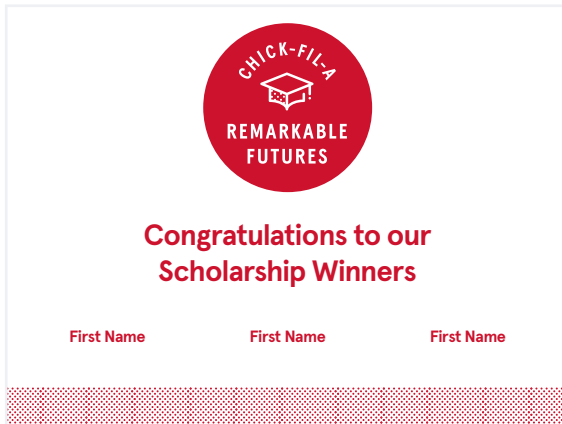 CHICK-FIL-A
REMARKABLE
FUTURES
Congratulations to our
Scholarship Winners
First Name First Name First Name